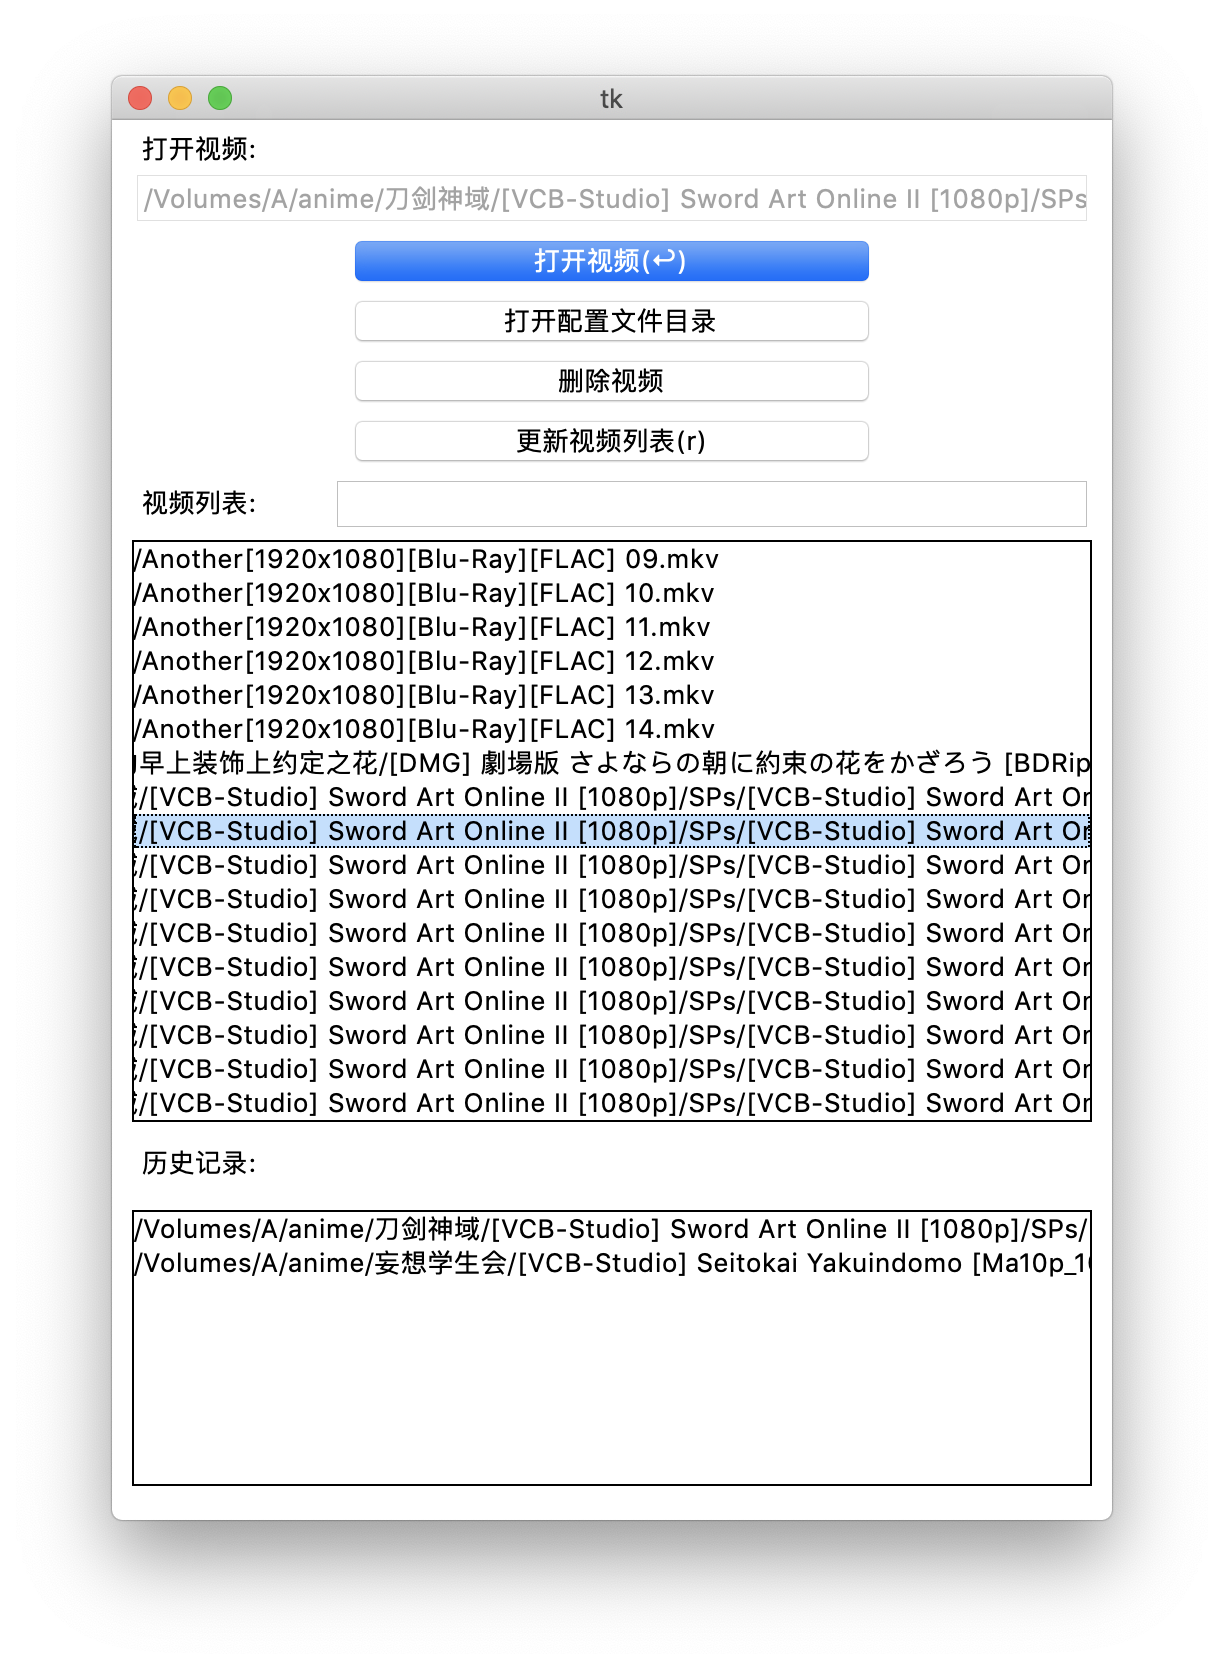 tk
打开视频:
/Volumes/A/anime/刀剑神域/[VCB-Studio] Sword Art Online II [1080p]/SPs
打开视频(↩)
打开配置文件目录
删除视频
更新视频列表(r)
视频列表:
/Another[1920x1080][Blu-Ray][FLAC] 09.mkv
/Another[1920x1080][Blu-Ray][FLAC] 10.mkv
/Another[1920x1080][Blu-Ray][FLAC] 11.mkv
/Another[1920x1080][Blu-Ray][FLAC] 12.mkv
/Another[1920x1080][Blu-Ray][FLAC] 13.mkv
/Another[1920x1080][Blu-Ray][FLAC] 14.mkv
早上装饰上约定之花/[DMG] 劇場版 さよならの朝に約束の花をかざろう [BDRip
/[VCB-Studio] Sword Art Online II [1080p]/SPs/[VCB-Studio] Sword Art
/[VCB-Studio] Sword Art Online II [1080p]/SPs/[VCB-Studio] Sword Art
/[VCB-Studio] Sword Art Online II [1080p]/SPs/[VCB-Studio] Sword Art
/[VCB-Studio] Sword Art Online II [1080p]/SPs/[VCB-Studio] Sword Art
/[VCB-Studio] Sword Art Online II [1080p]/SPs/[VCB-Studio] Sword Art
/[VCB-Studio] Sword Art Online II [1080p]/SPs/[VCB-Studio] Sword Art
/[VCB-Studio] Sword Art Online II [1080p]/SPs/[VCB-Studio] Sword Art
/[VCB-Studio] Sword Art Online II [1080p]/SPs/[VCB-Studio] Sword Art
/[VCB-Studio] Sword Art Online II [1080p]/SPs/[VCB-Studio] Sword Art
/[VCB-Studio] Sword Art Online II [1080p]/SPs/[VCB-Studio] Sword Art
历史记录:
/Volumes/A/anime/刀剑神域/[VCB-Studio] Sword Art Online II [1080p]/SPs/
/Volumes/A/anime/妄想学生会/[VCB-Studio] Seitokai Yakuindomo [Ma10p_1